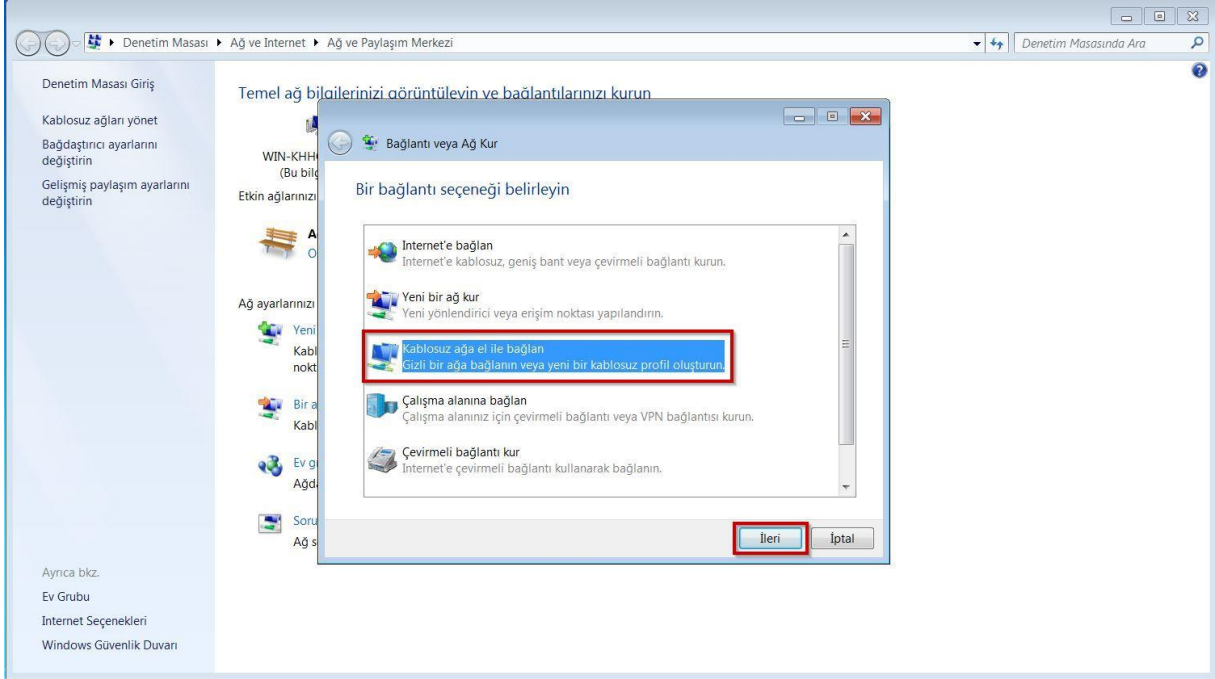 Denetim Masası
Ağ ve Internet
Ağ ve Paylaşım Merkezi
Denetim Masasında Ara
Denetim Masası Giriş
Kablosuz ağları yönet
Bağdaştırıcı ayarlarını
değiştirin
Gelişmiş paylaşım ayarlarını
değiştirin
Ayrıca bkz.
Ev Grubu
Internet Seçenekleri
Windows Güvenlik Duvarı
Temel ağ bilgilerinizi görüntüleyin ve bağlantılarınızı kurun
WIN-KHH
(Bu bilg
Etkin ağlarınızı
A
O
Ağ ayarlarınızı
Yeni
Kabl
nokt
Bir a
Kabl
Ev g
Ağda
Soru
Ağ s
Bağlantı veya Ağ Kur
Bir bağlantı seçeneği belirleyin
Internet'e bağlan
Internet'e kablosuz, geniş bant veya çevirmeli bağlantı kurun.
Yeni bir ağ kur
Yeni yönlendirici veya erişim noktası yapılandırın.
Kablosuz ağa el ile bağlan
Gizli bir ağa bağlanın veya yeni bir kablosuz profil oluşturun.
Çalışma alanına bağlan
Çalışma alanınız için çevirmeli bağlantı veya VPN bağlantısı kurun.
Çevirmeli bağlantı kur
Internet'e çevirmeli bağlantı kullanarak bağlanın.
İleri
İptal